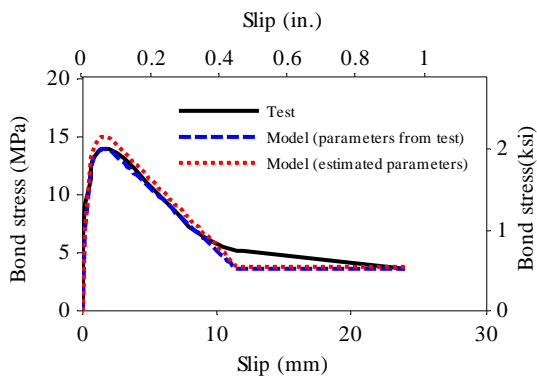 Slip (in.)
0 0.2 0.4 0.6 0.8 1
20
15
10
5
0
Bond stress (MPa)
Test
Model (parameters from test)
Model (estimated parameters)
2
1
0
Bond stress(ksi)
0 10 20 30
Slip (mm)